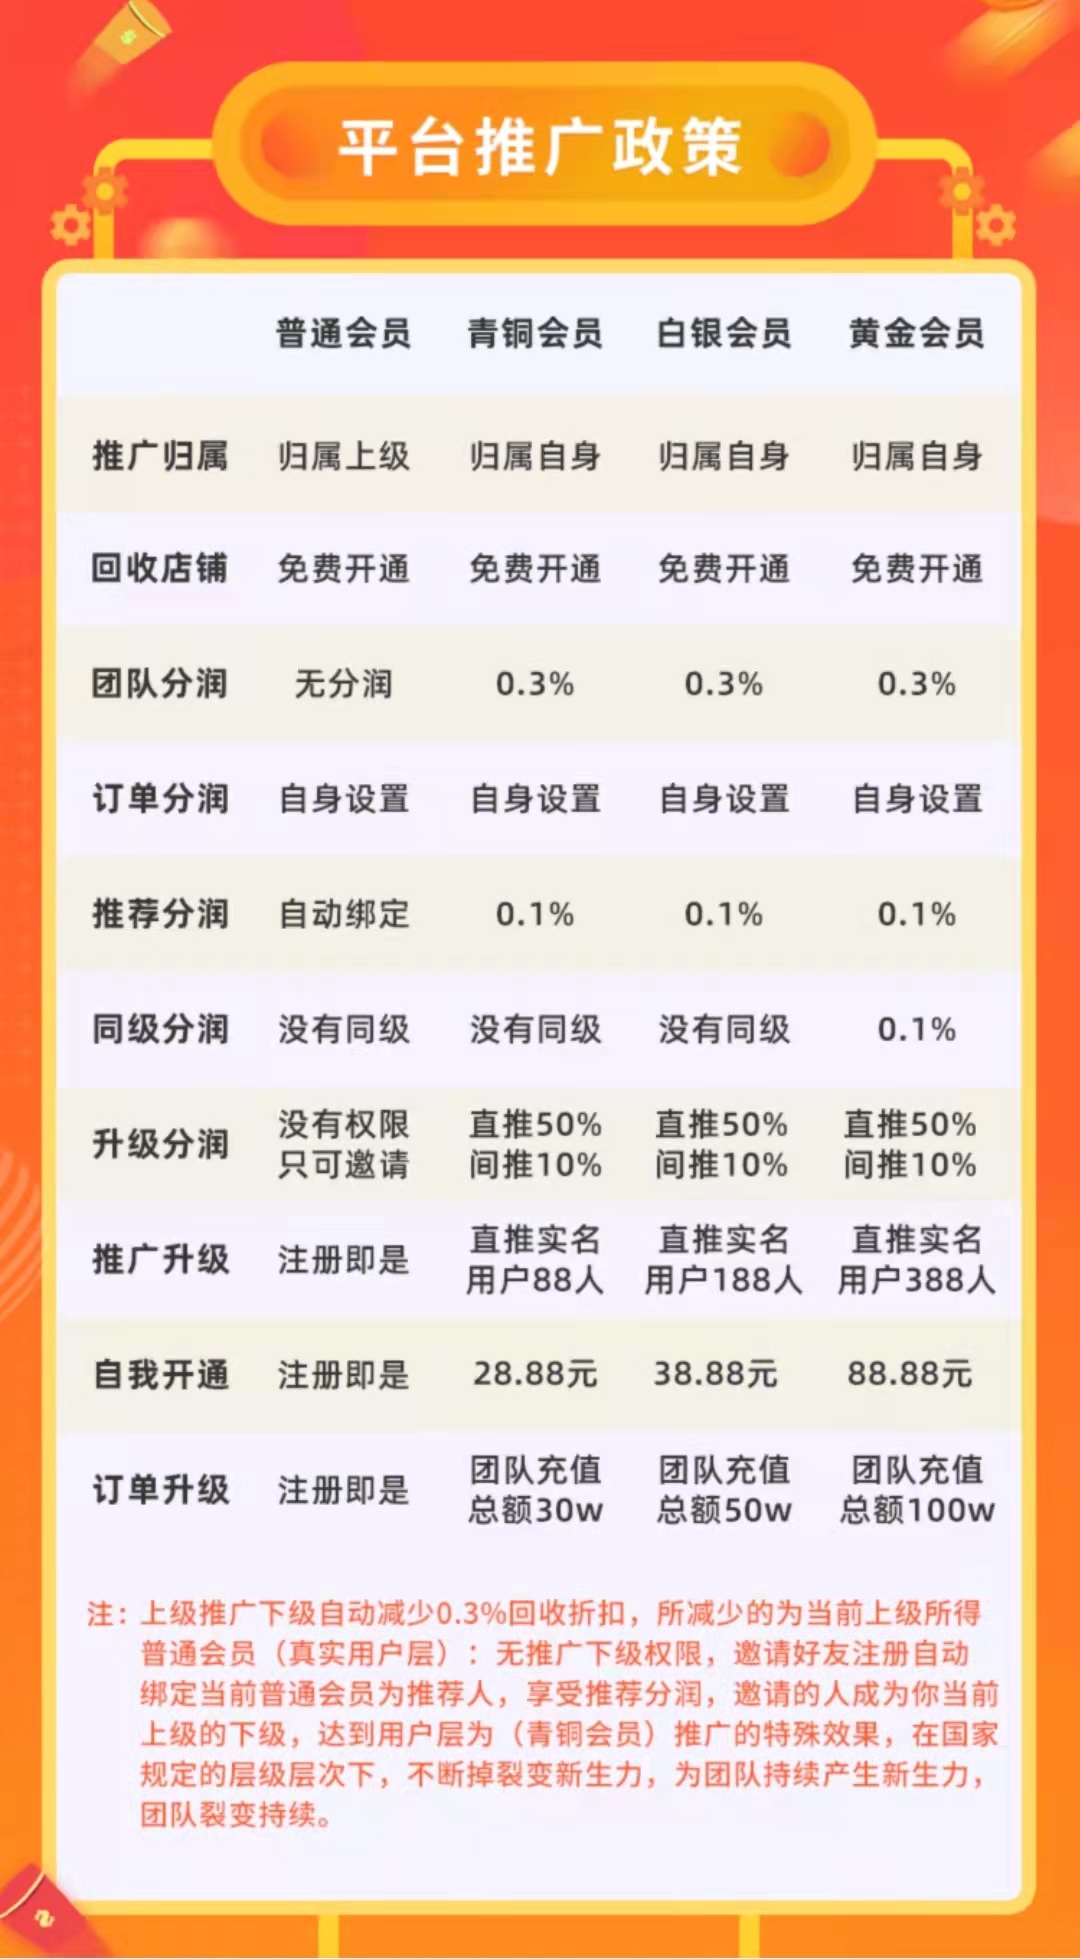 平台推广政策
普通会员 青铜会员 白银会员 黄金会员
推广归属 归属上级 归属自身 归属自身 归属自身
回收店铺 免费开通 免费开通 免费开通 免费开通
团队分润 无分润 0.3% 0.3% 0.3%
订单分润 自身设置 自身设置 自身设置 自身设置
推荐分润 自动绑定 0.1% 0.1% 0.1%
同级分润 没有同级 没有同级 没有同级 0.1%
升级分润 没有权限 直推50% 直推50% 直推50%
只可邀请 间推10% 间推10% 间推10%
推广升级 注册即是 直推实名 直推实名 直推实名
用户88人 用户188人 用户388人
自我开通 注册即是 28.88元 38.88元 88.88元
订单升级 注册即是 团队充值 团队充值 团队充值
总额30w 总额50w 总额100w
注：上级推广下级自动减少0.3%回收折扣，所减少的为当前上级所得
普通会员（真实用户层）：无推广下级权限，邀请好友注册自动
绑定当前普通会员为推荐人，享受推荐分润，邀请的人成为你当前
上级的下级，达到用户层为（青铜会员）推广的特殊效果，在国家
规定的层级层次下，不断掉裂变新生力，为团队持续产生新生力，
团队裂变持续。